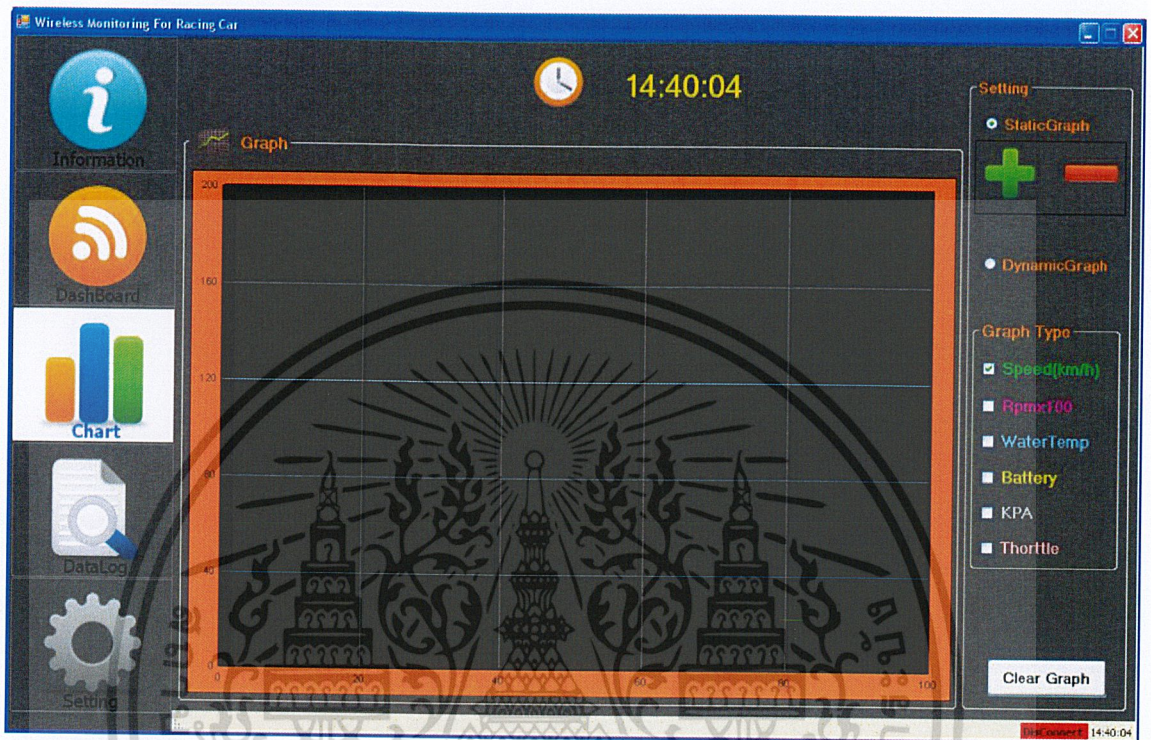 Wireless Monitoring For Racing Car
14:40:04
Information
DashBoard
Chart
DataLog
Setting
Graph
200
160
120
80
40
0
0
20
40
60
80
100
Setting
StaticGraph
DynamicGraph
Graph Type
Speed(km/h)
Rpmx100
WaterTemp
Battery
KPA
Thorttle
Clear Graph
DisConnect 14:40:04